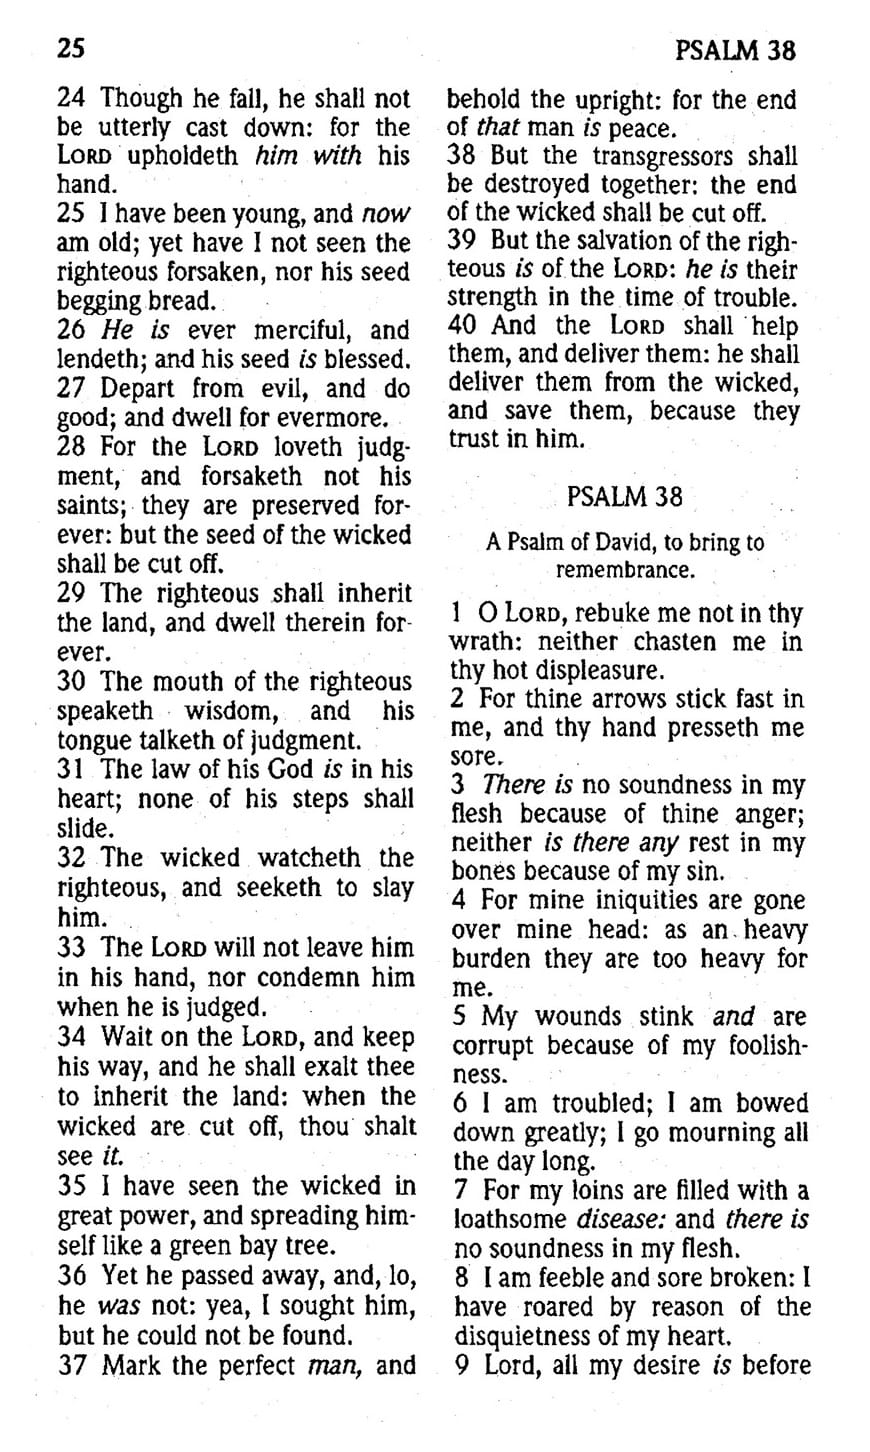 25
PSALM 38
24 Though he fall, he shall not
be utterly cast down: for the
LORD upholdeth him with his
hand.
25 I have been young, and now
am old; yet have I not seen the
righteous forsaken, nor his seed
begging bread.
26 He is ever merciful, and
lendeth; and his seed is blessed.
27 Depart from evil, and do
good; and dwell for evermore.
28 For the LORD loveth judg-
ment, and forsaketh not his
saints; they are preserved for-
ever: but the seed of the wicked
shall be cut off.
29 The righteous shall inherit
the land, and dwell therein for-
ever.
30 The mouth of the righteous
speaketh wisdom, and his
tongue talketh of judgment.
31 The law of his God is in his
heart; none of his steps shall
slide.
32 The wicked watcheth the
righteous, and seeketh to slay
him.
33 The LORD will not leave him
in his hand, nor condemn him
when he is judged.
34 Wait on the LORD, and keep
his way, and he shall exalt thee
to inherit the land: when the
wicked are cut off, thou shalt
see it.
35 I have seen the wicked in
great power, and spreading him-
self like a green bay tree.
36 Yet he passed away, and, lo,
he was not: yea, I sought him,
but he could not be found.
37 Mark the perfect man, and
behold the upright: for the end
of that man is peace.
38 But the transgressors shall
be destroyed together: the end
of the wicked shall be cut off.
39 But the salvation of the righ-
teous is of the LORD: he is their
strength in the time of trouble.
40 And the LORD shall help
them, and deliver them: he shall
deliver them from the wicked,
and save them, because they
trust in him.
PSALM 38
A Psalm of David, to bring to
remembrance.
1 O LORD, rebuke me not in thy
wrath: neither chasten me in
thy hot displeasure.
2 For thine arrows stick fast in
me, and thy hand presseth me
sore.
3 There is no soundness in my
flesh because of thine anger;
neither is there any rest in my
bones because of my sin.
4 For mine iniquities are gone
over mine head: as an heavy
burden they are too heavy for
me.
5 My wounds stink and are
corrupt because of my foolish-
ness.
6 I am troubled; I am bowed
down greatly; I go mourning all
the day long.
7 For my loins are filled with a
loathsome disease: and there is
no soundness in my flesh.
8 I am feeble and sore broken: I
have roared by reason of the
disquietness of my heart.
9 Lord, all my desire is before